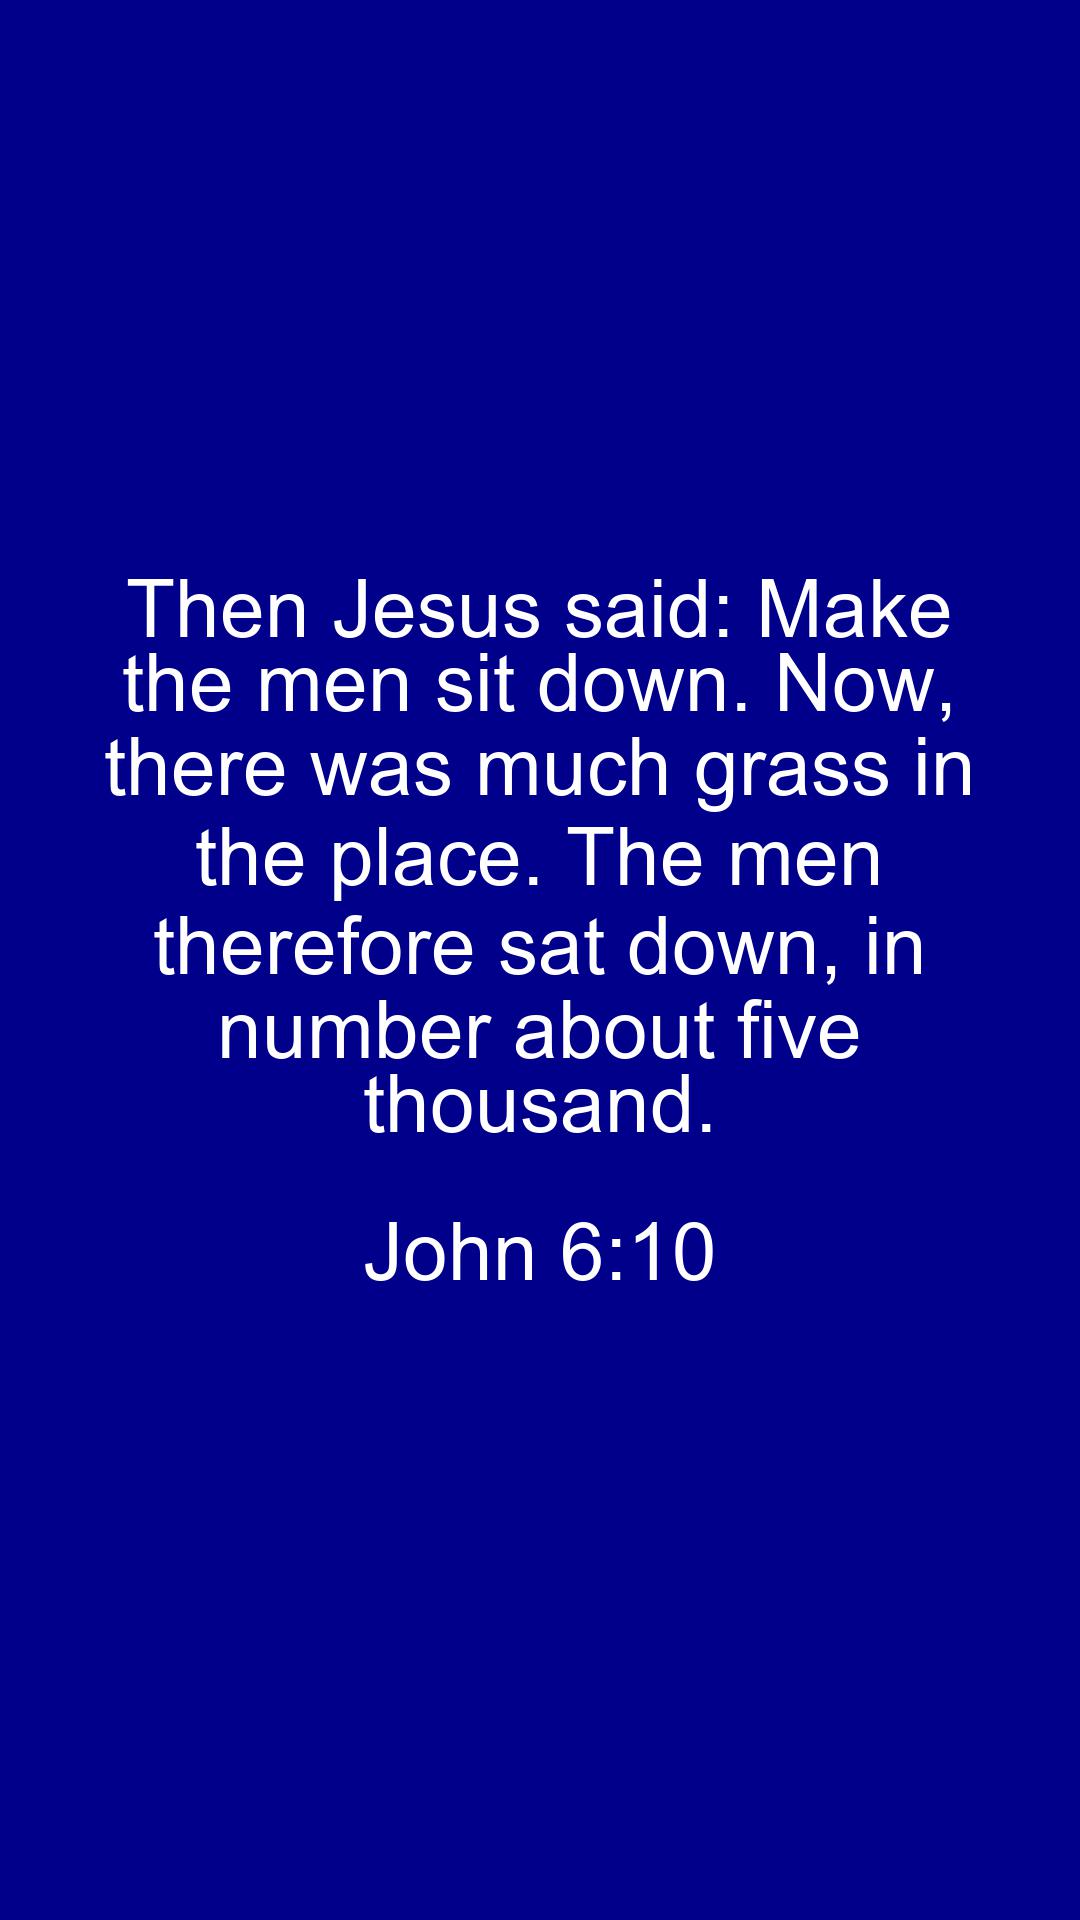 Then Jesus said: Make
the men sit down. Now,
there was much grass in
the place. The men
therefore sat down, in
number about five
thousand.
John 6:10